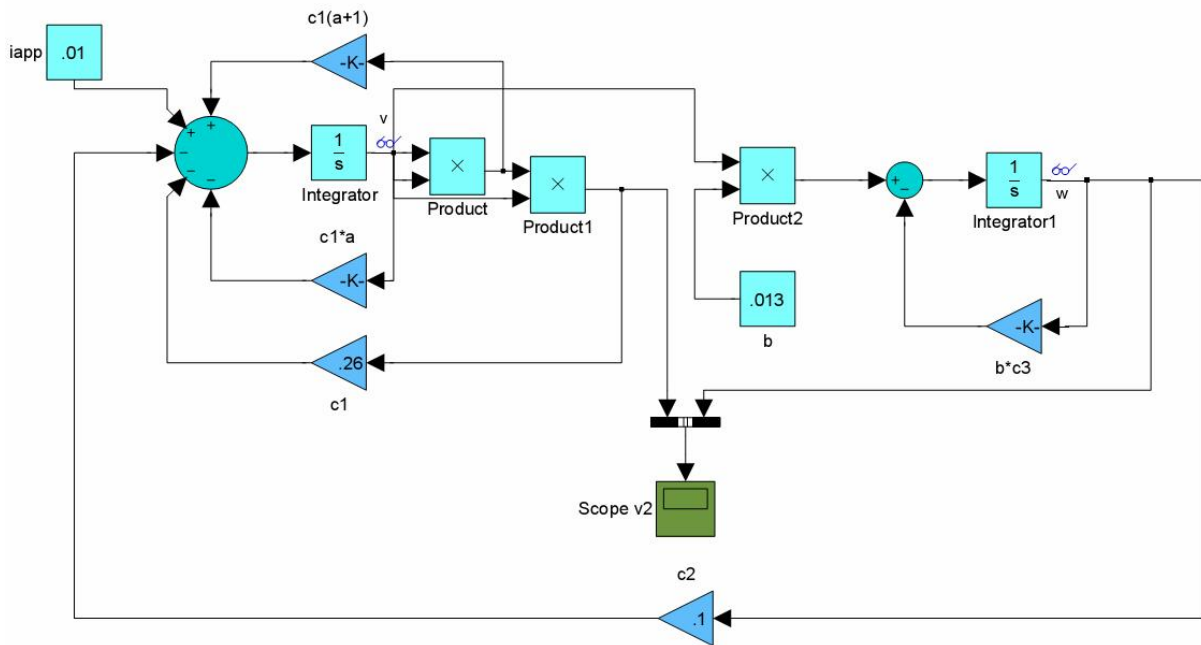 c1(a+1)
iapp
.01
-K-
+
+
−
−
−
1
s
Integrator
v
×
Product
×
Product1
×
Product2
+
−
1
s
Integrator1
w
c1*a
-K-
.013
b
-K-
b*c3
.26
c1
Scope v2
c2
.1